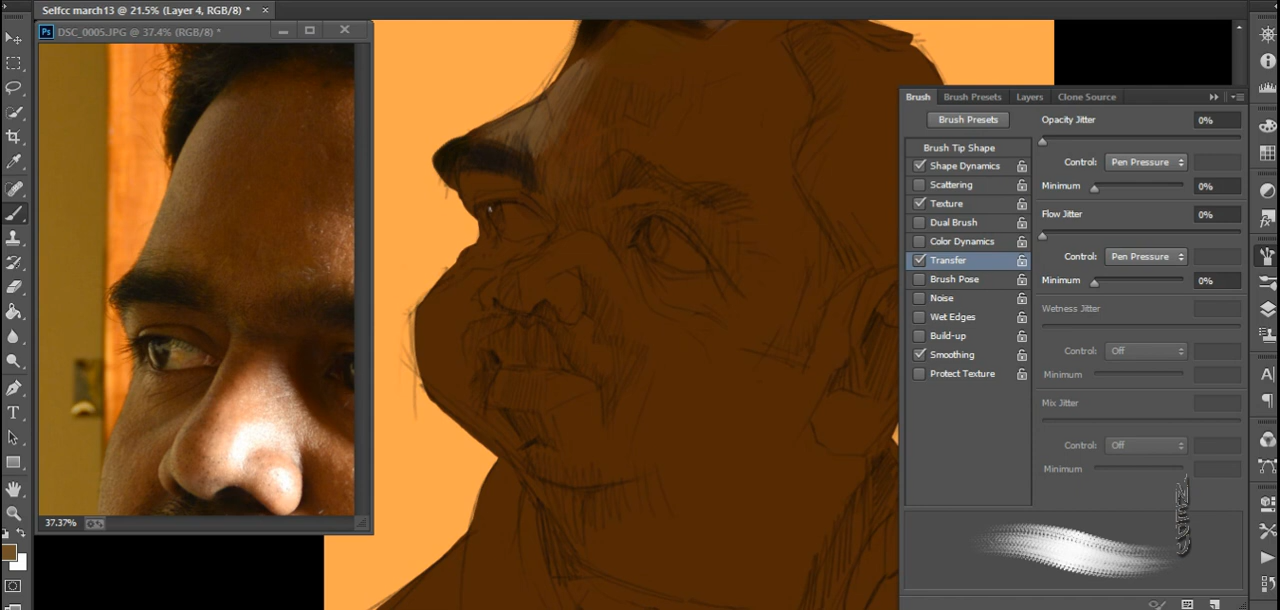 Selfcc march13 @ 21.5% (Layer 4, RGB/8) * ×
Ps DSC_0005.JPG @ 37.4% (RGB/8) *
37.37%
Brush Brush Presets Layers Clone Source
Brush Presets
Brush Tip Shape
Shape Dynamics
Scattering
Texture
Dual Brush
Color Dynamics
Transfer
Brush Pose
Noise
Wet Edges
Build-up
Smoothing
Protect Texture
Opacity Jitter 0%
Control: Pen Pressure
Minimum 0%
Flow Jitter 0%
Control: Pen Pressure
Minimum 0%
Wetness Jitter
Control: Off
Minimum
Mix Jitter
Control: Off
Minimum